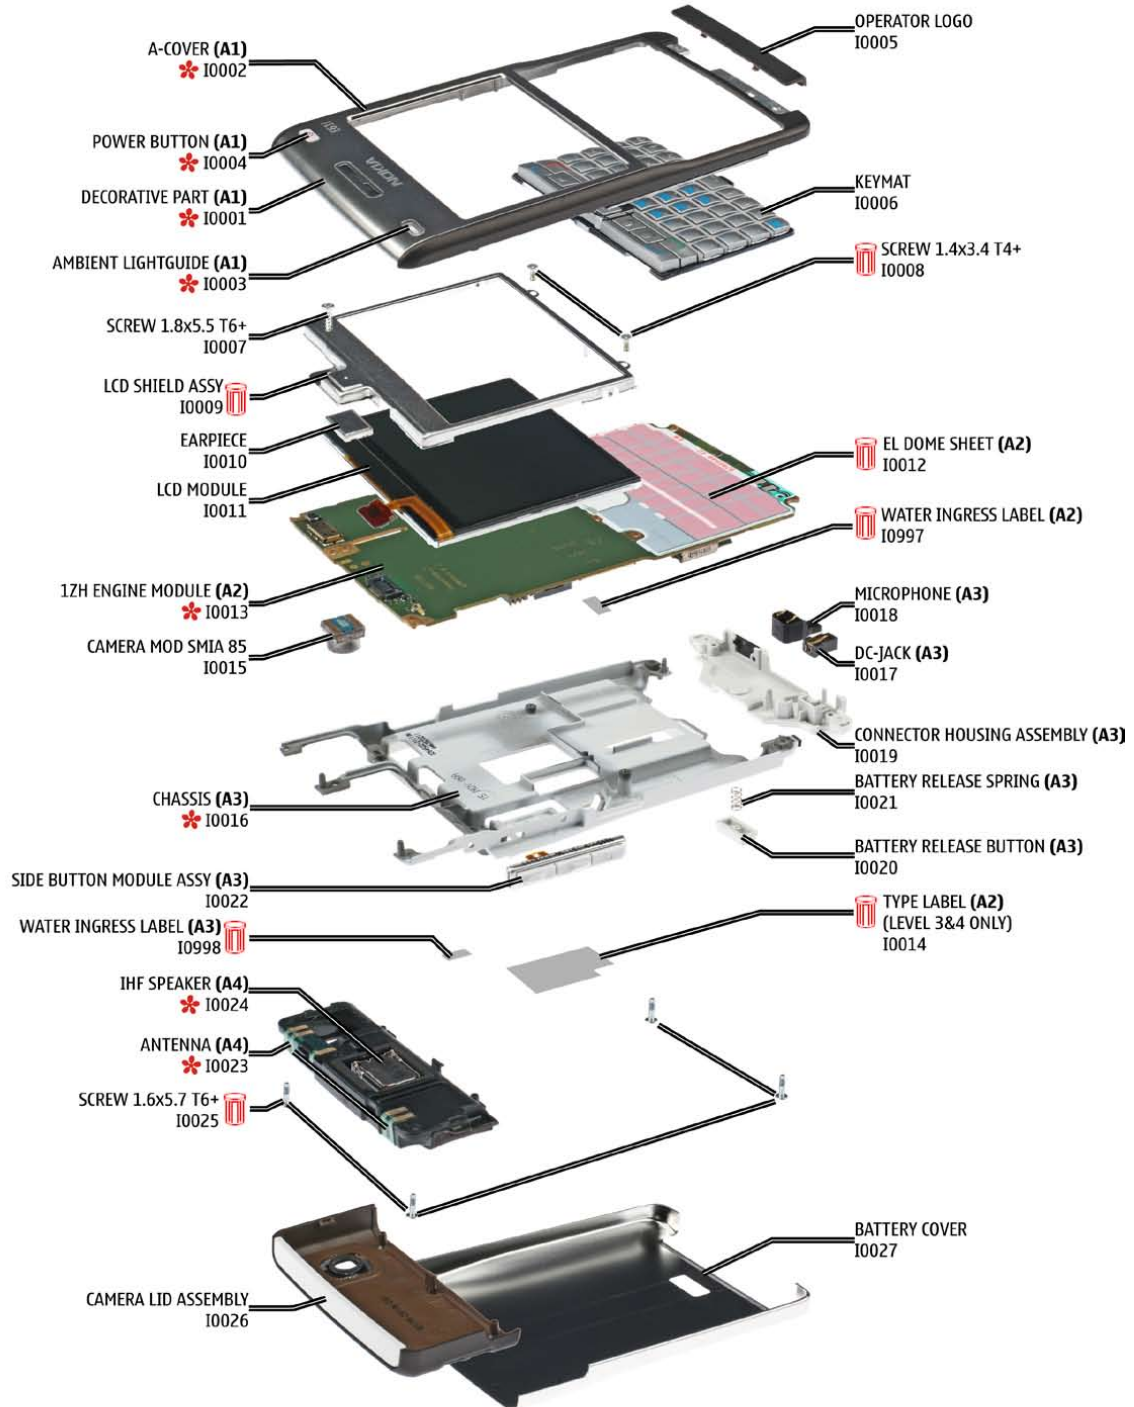 A-COVER (A1)
I0002
OPERATOR LOGO
I0005
POWER BUTTON (A1)
I0004
DECORATIVE PART (A1)
I0001
KEYMAT
I0006
AMBIENT LIGHTGUIDE (A1)
I0003
SCREW 1.4x3.4 T4+
I0008
NOKIA
E61i
SCREW 1.8x5.5 T6+
I0007
LCD SHIELD ASSY
I0009
EARPIECE
I0010
LCD MODULE
I0011
EL DOME SHEET (A2)
I0012
WATER INGRESS LABEL (A2)
I0997
1ZH ENGINE MODULE (A2)
I0013
CAMERA MOD SMIA 85
I0015
MICROPHONE (A3)
I0018
DC-JACK (A3)
I0017
CONNECTOR HOUSING ASSEMBLY (A3)
I0019
CHASSIS (A3)
I0016
BATTERY RELEASE SPRING (A3)
I0021
BATTERY RELEASE BUTTON (A3)
I0020
SIDE BUTTON MODULE ASSY (A3)
I0022
WATER INGRESS LABEL (A3)
I0998
TYPE LABEL (A2)
(LEVEL 3&4 ONLY)
I0014
IHF SPEAKER (A4)
I0024
ANTENNA (A4)
I0023
SCREW 1.6x5.7 T6+
I0025
BATTERY COVER
I0027
CAMERA LID ASSEMBLY
I0026